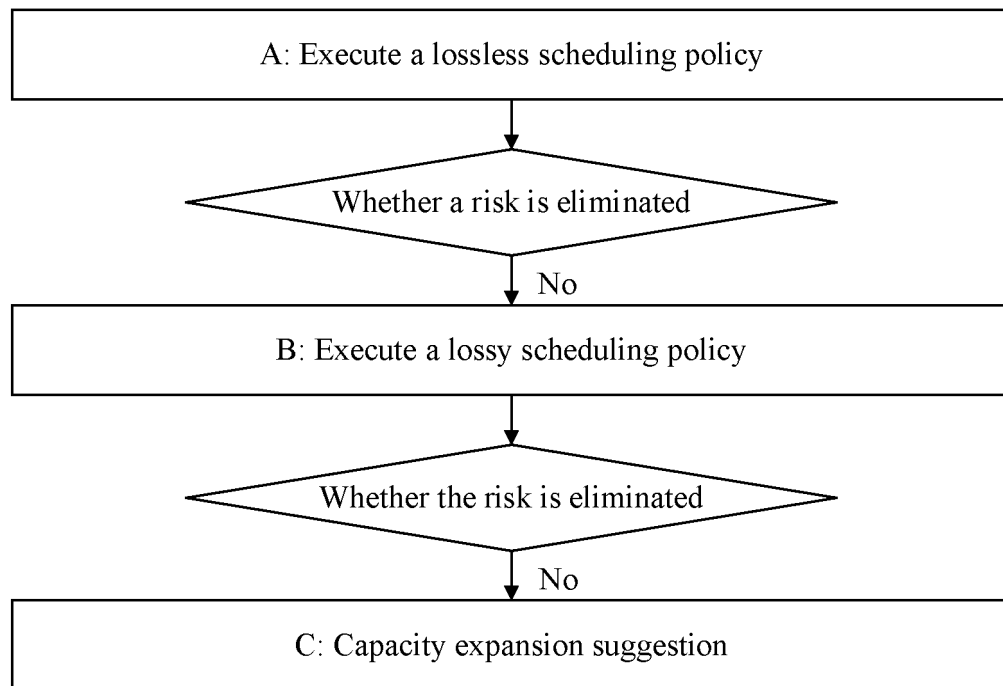 A: Execute a lossless scheduling policy
Whether a risk is eliminated
No
B: Execute a lossy scheduling policy
Whether the risk is eliminated
No
C: Capacity expansion suggestion